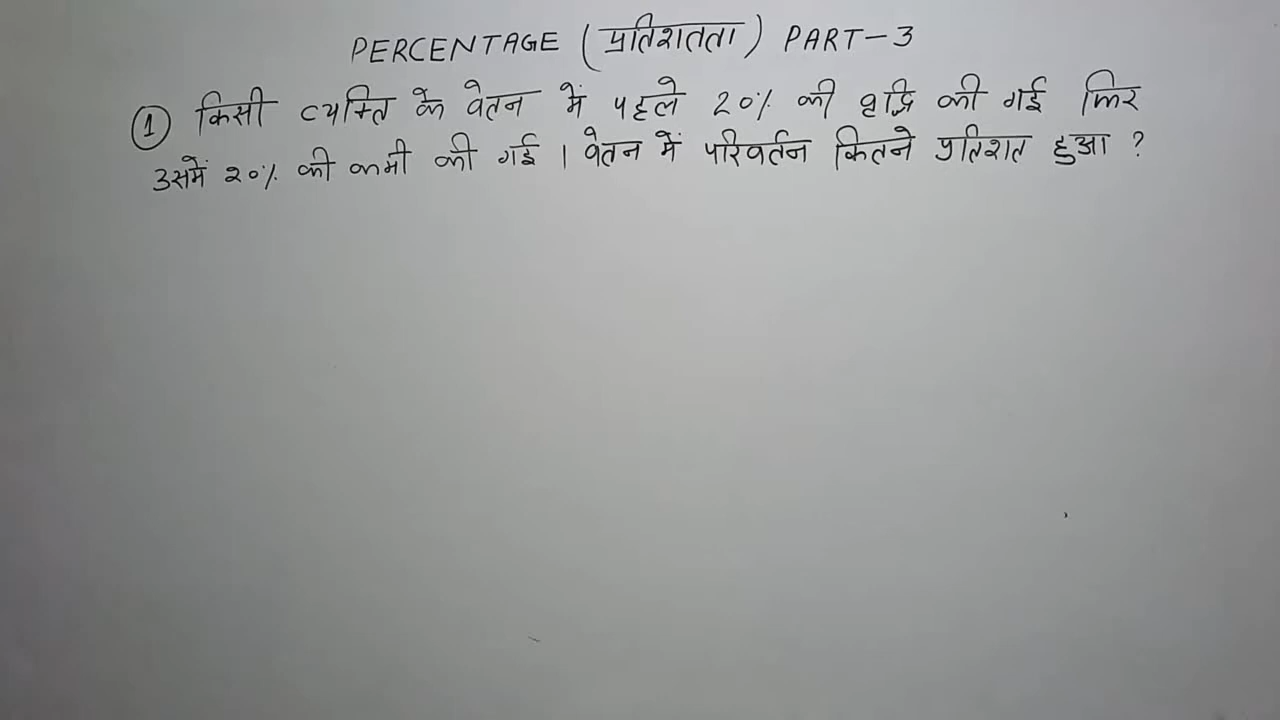 PERCENTAGE (प्रतिशतता) PART-3
① किसी व्यक्ति के वेतन में पहले 20% की वृद्धि की गई फिर
उसमें 20% की कमी की गई । वेतन में परिवर्तन कितने प्रतिशत हुआ ?